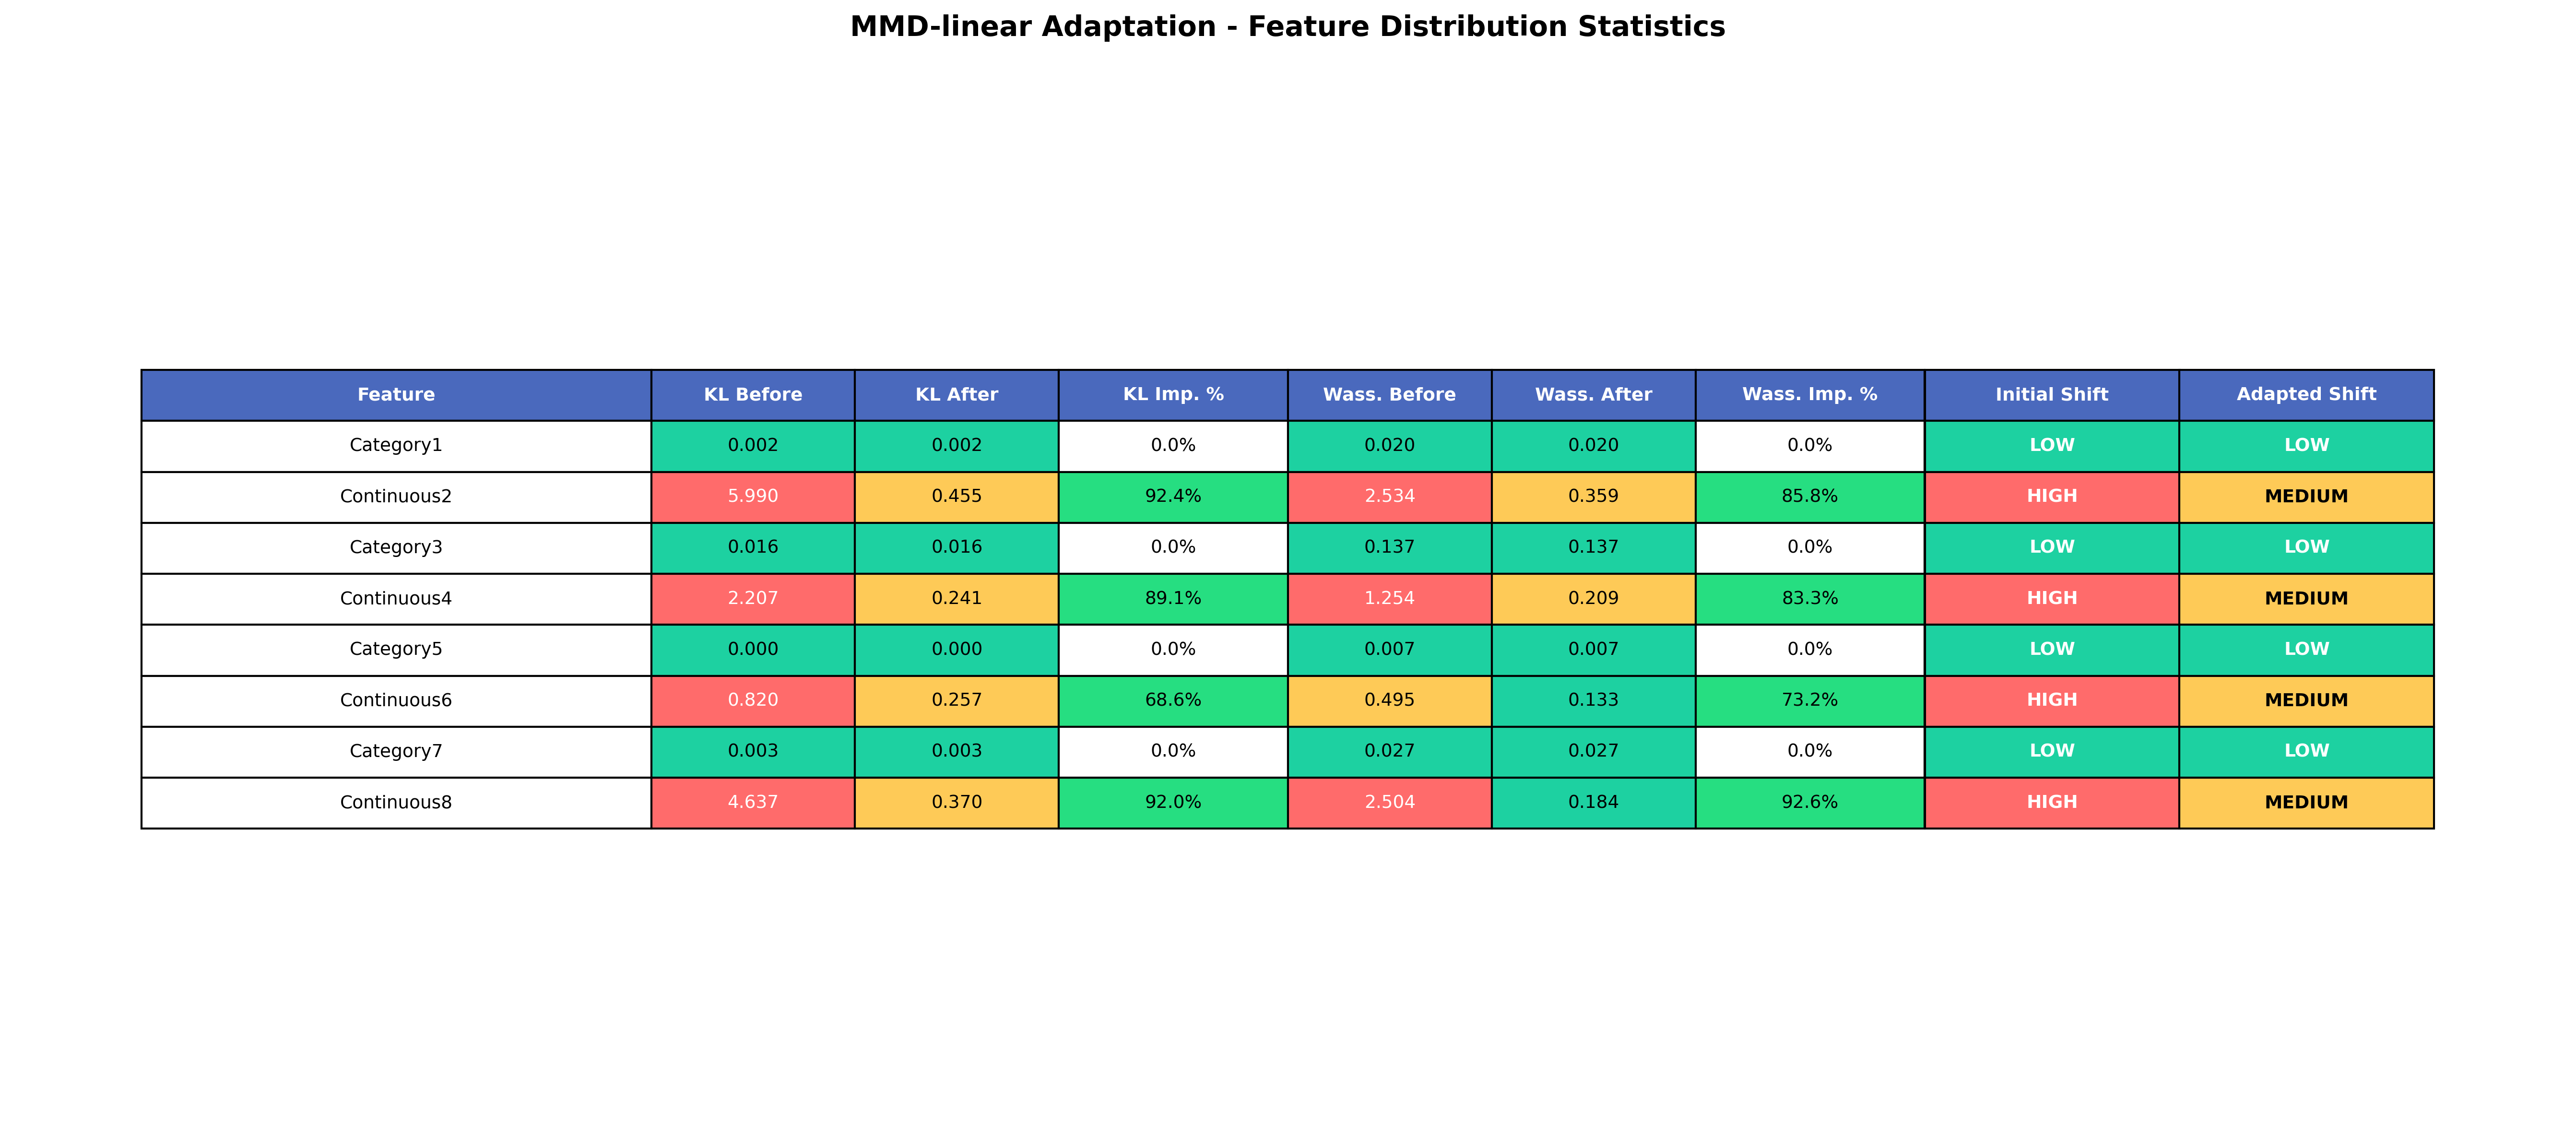 MMD-linear Adaptation - Feature Distribution Statistics
Feature KL Before KL After KL Imp. % Wass. Before Wass. After Wass. Imp. % Initial Shift Adapted Shift
Category1 0.002 0.002 0.0% 0.020 0.020 0.0% LOW LOW
Continuous2 5.990 0.455 92.4% 2.534 0.359 85.8% HIGH MEDIUM
Category3 0.016 0.016 0.0% 0.137 0.137 0.0% LOW LOW
Continuous4 2.207 0.241 89.1% 1.254 0.209 83.3% HIGH MEDIUM
Category5 0.000 0.000 0.0% 0.007 0.007 0.0% LOW LOW
Continuous6 0.820 0.257 68.6% 0.495 0.133 73.2% HIGH MEDIUM
Category7 0.003 0.003 0.0% 0.027 0.027 0.0% LOW LOW
Continuous8 4.637 0.370 92.0% 2.504 0.184 92.6% HIGH MEDIUM